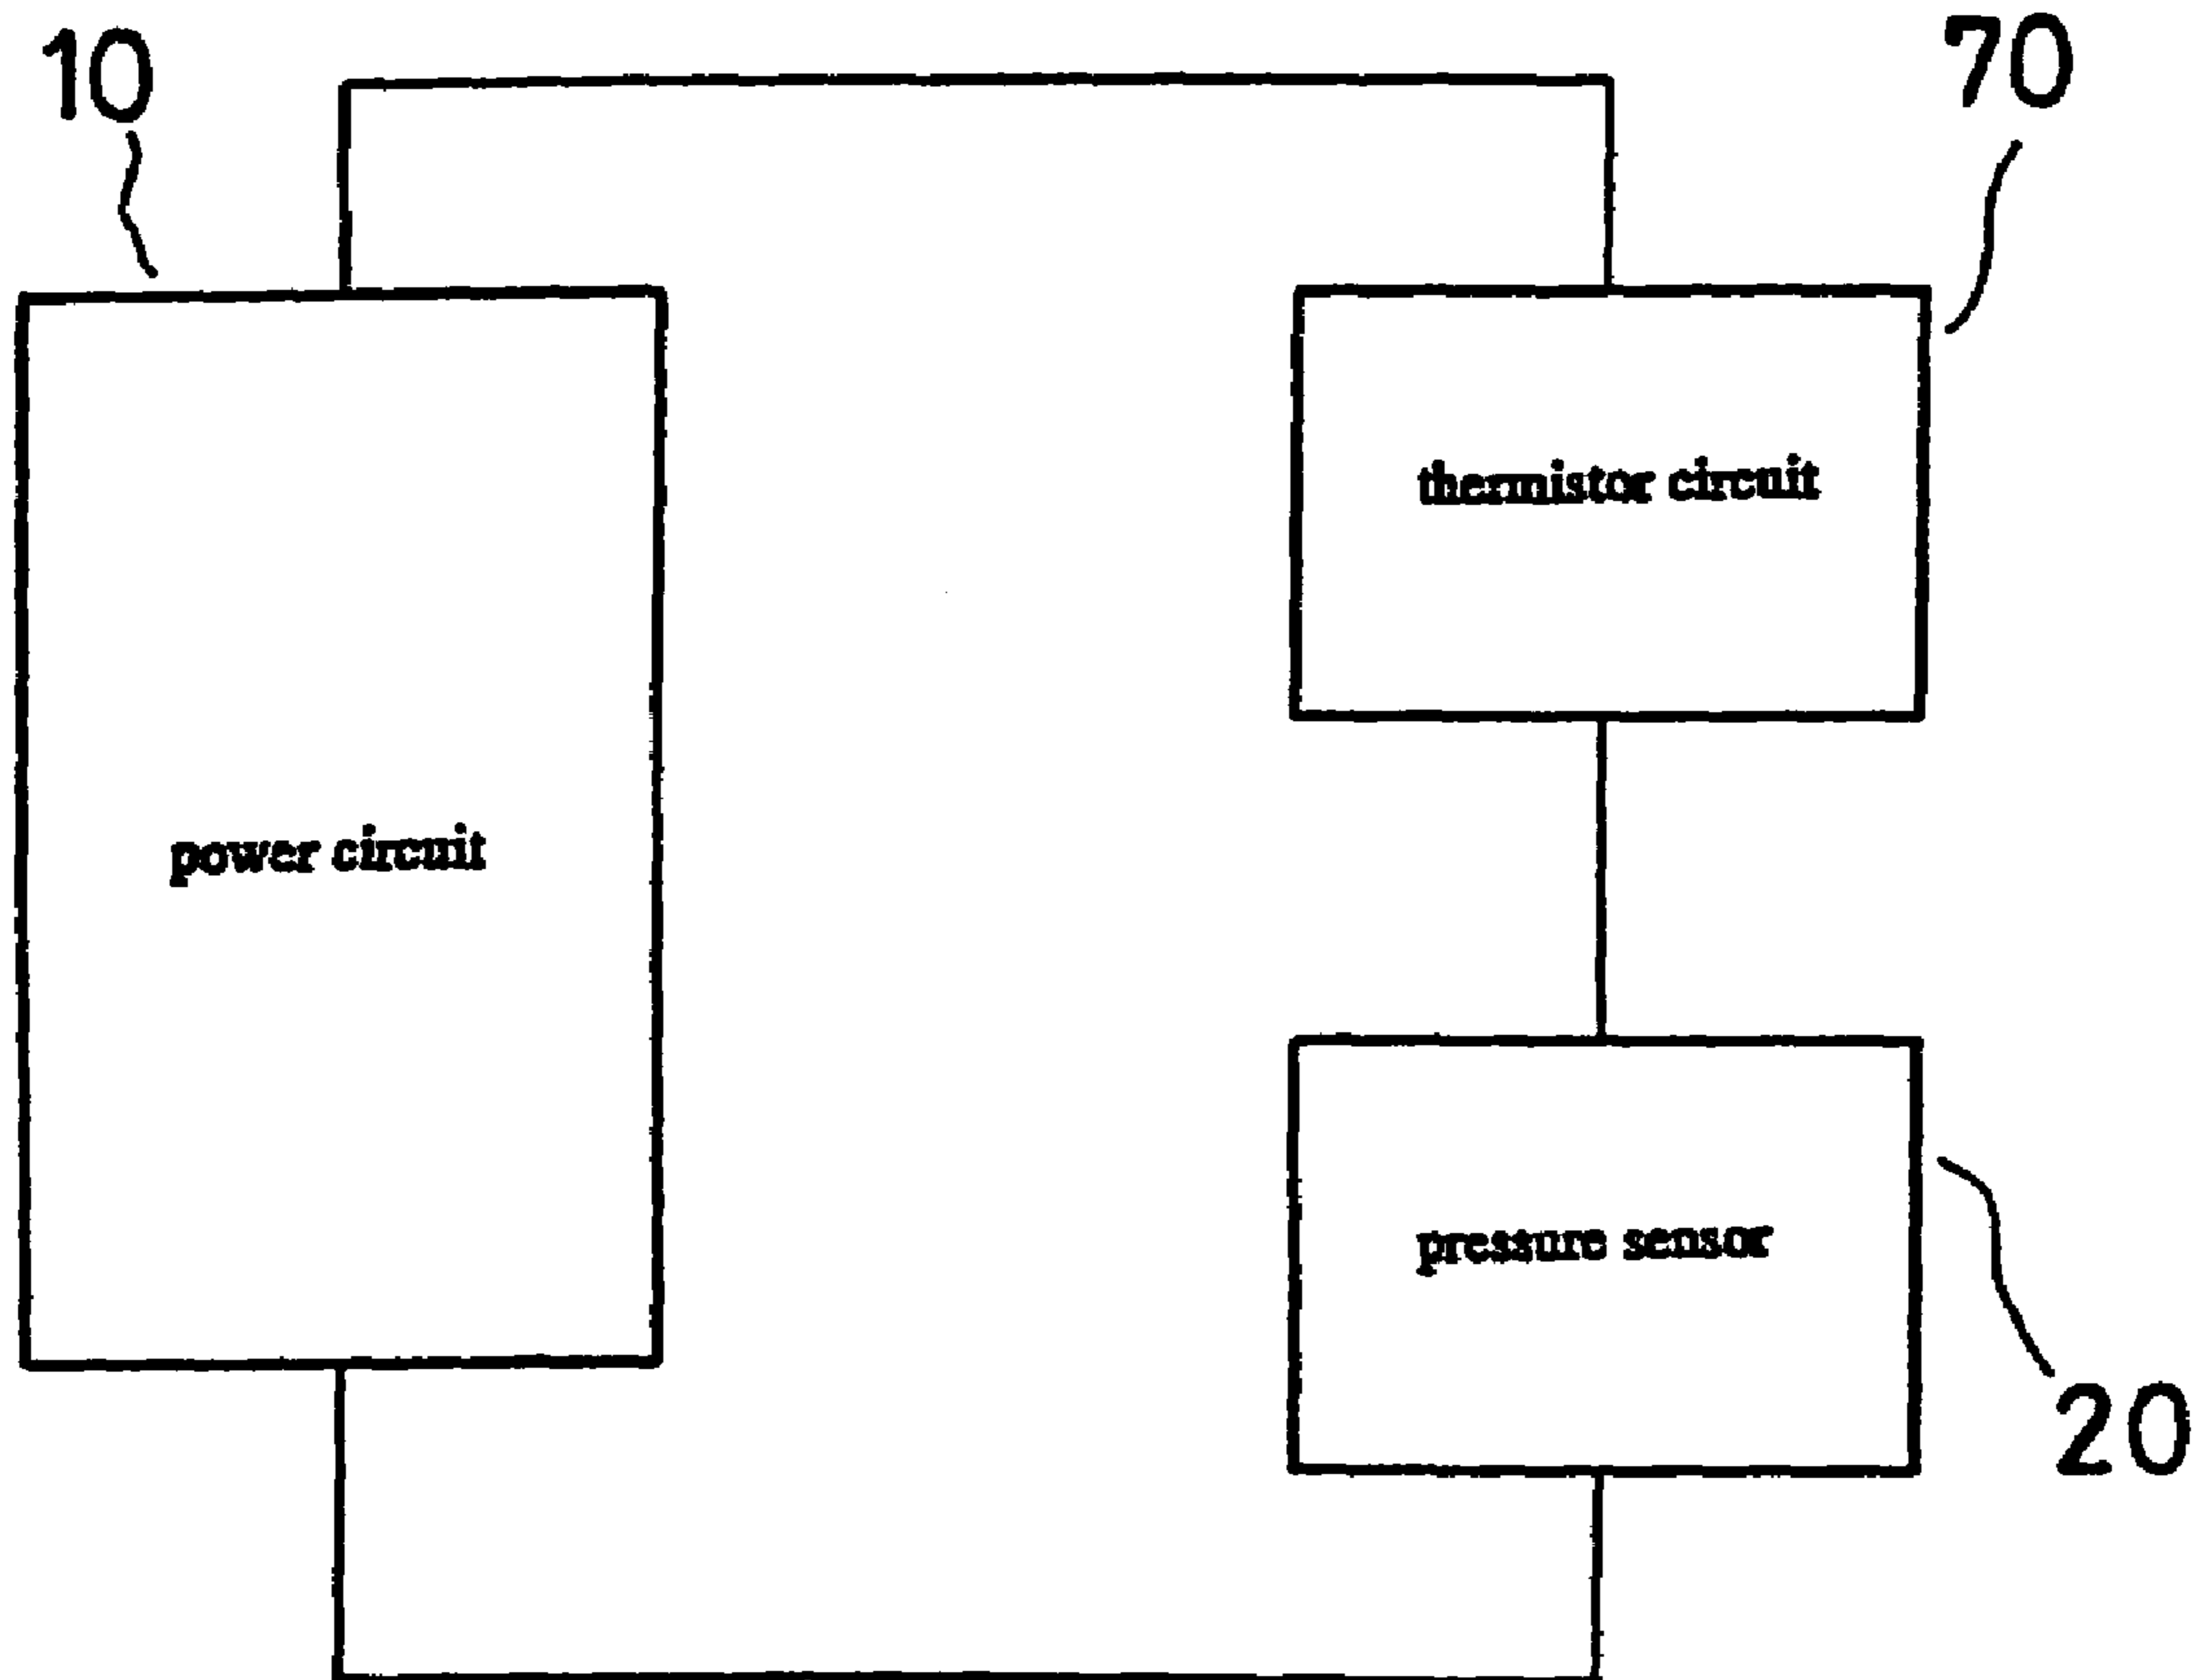 10
70
thermistor circuit
power circuit
pressure sensor
20